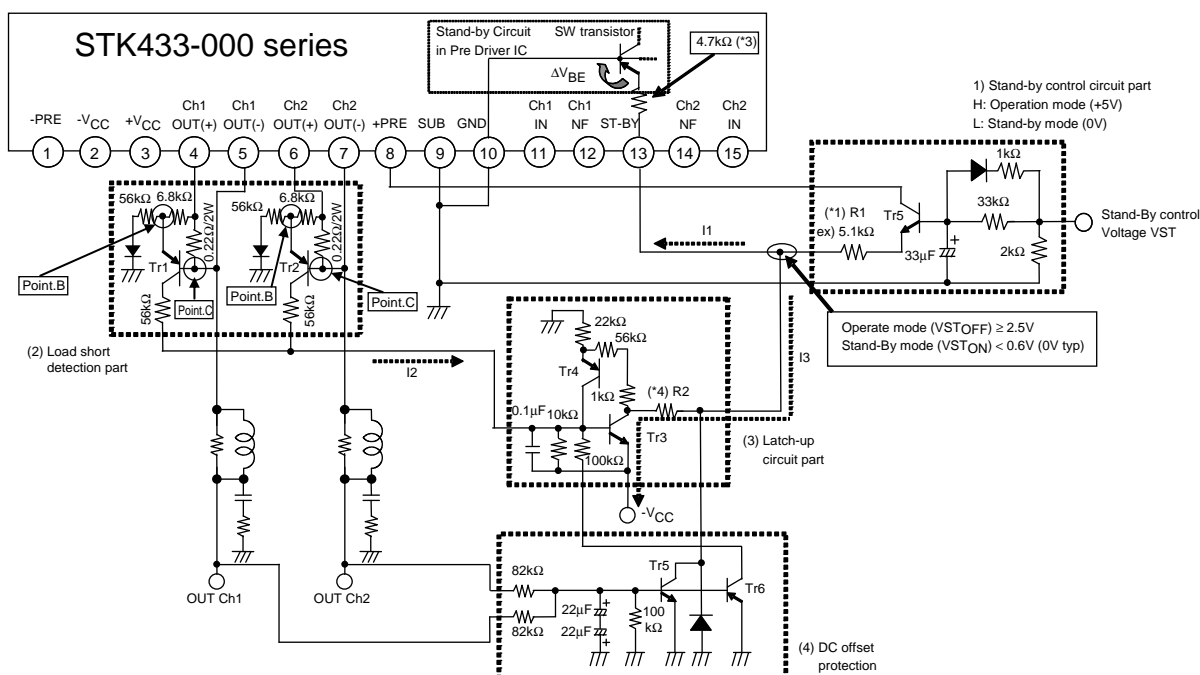 STK433-000 series
Stand-by Circuit
in Pre Driver IC
SW transistor
ΔVBE
4.7kΩ (*3)
1) Stand-by control circuit part
H: Operation mode (+5V)
L: Stand-by mode (0V)
-PRE
-VCC
+VCC
Ch1
OUT(+)
Ch1
OUT(-)
Ch2
OUT(+)
Ch2
OUT(-)
+PRE
SUB
GND
Ch1
IN
Ch1
NF
ST-BY
Ch2
NF
Ch2
IN
1
2
3
4
5
6
7
8
9
10
11
12
13
14
15
1kΩ
33kΩ
2kΩ
33µF
+
Tr5
(*1) R1
ex) 5.1kΩ
Stand-By control
Voltage VST
I1
56kΩ
6.8kΩ
0.22Ω/2W
Tr1
56kΩ
56kΩ
6.8kΩ
0.22Ω/2W
Tr2
56kΩ
Point.B
Point.C
Point.B
Point.C
(2) Load short
detection part
I2
Operate mode (VSTOFF) ≥ 2.5V
Stand-By mode (VSTON) < 0.6V (0V typ)
I3
22kΩ
56kΩ
Tr4
1kΩ
(*4) R2
0.1µF
10kΩ
Tr3
100kΩ
(3) Latch-up
circuit part
-VCC
OUT Ch1
OUT Ch2
82kΩ
82kΩ
22µF
+
22µF
+
100
kΩ
Tr5
Tr6
(4) DC offset
protection